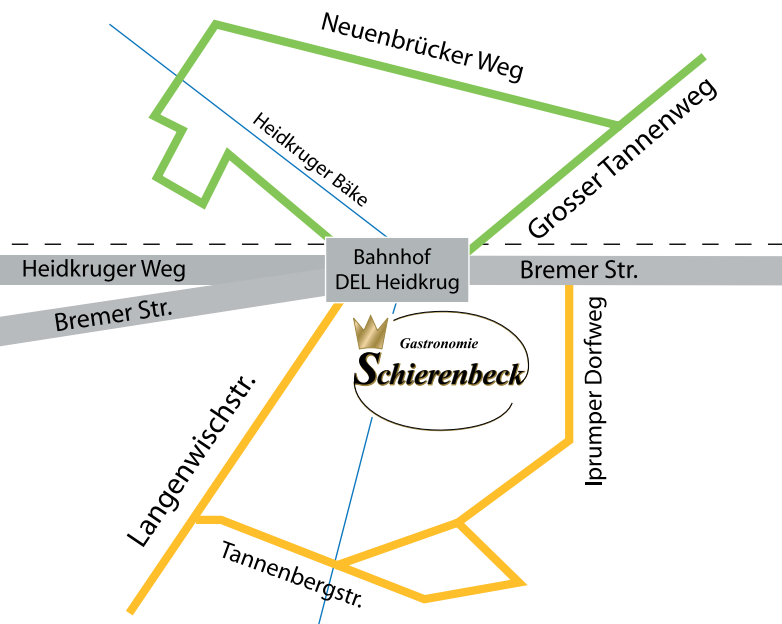 Neuenbrücker Weg
Grosser Tannenweg
Heidkruger Bäke
Bahnhof
DEL Heidkrug
Heidkruger Weg
Bremer Str.
Bremer Str.
Gastronomie
Schierenbeck
Iprumper Dorfweg
Langenwischstr.
Tannenbergstr.